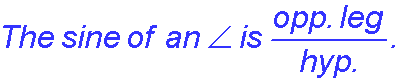 The sine of an ∠ is opp. leg / hyp..